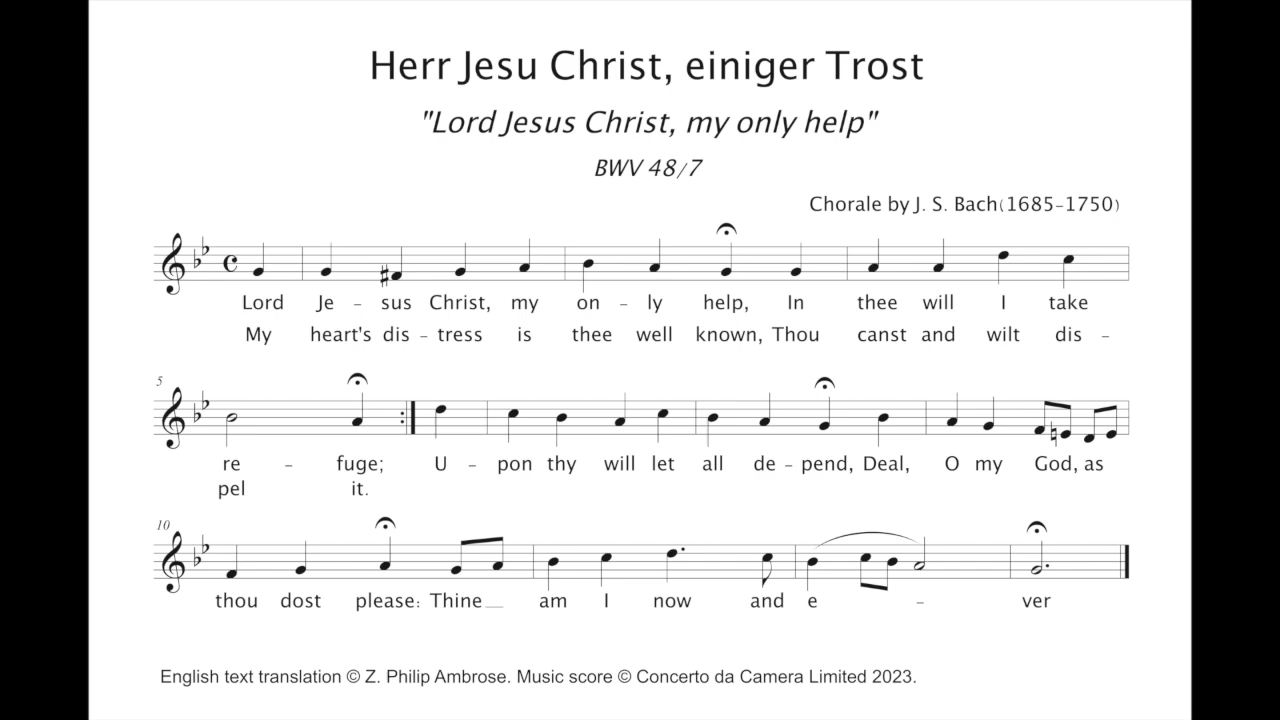 Herr Jesu Christ, einiger Trost
"Lord Jesus Christ, my only help"
BWV 48/7
Chorale by J. S. Bach(1685-1750)
Lord Je - sus Christ, my on - ly help, In thee will I take
My heart's dis - tress is thee well known, Thou canst and wilt dis -
5
re - fuge; U - pon thy will let all de - pend, Deal, O my God, as
pel it.
10
thou dost please: Thine__ am I now and e - ver
English text translation © Z. Philip Ambrose. Music score © Concerto da Camera Limited 2023.